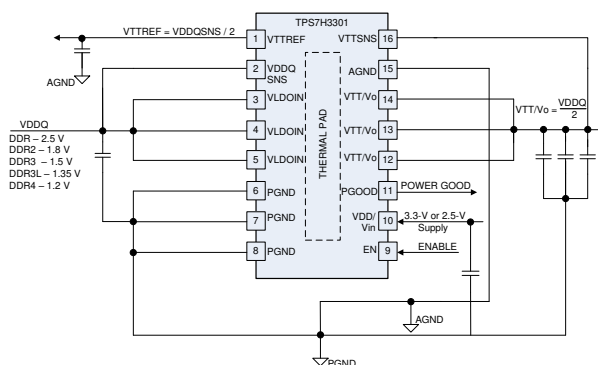 TPS7H3301
VTTREF = VDDQSNS / 2
1 VTTREF
VTTSNS 16
AGND
2 VDDQ
SNS
AGND 15
3 VLDOIN
VTT/Vo 14
VTT/Vo = VDDQ
2
VDDQ
4 VLDOIN
VTT/Vo 13
DDR – 2.5 V
DDR2 – 1.8 V
DDR3 – 1.5 V
DDR3L – 1.35 V
DDR4 – 1.2 V
5 VLDOIN
VTT/Vo 12
THERMAL PAD
6 PGND
PGOOD 11 POWER GOOD
7 PGND
VDD/
Vin 10 3.3-V or 2.5-V
Supply
8 PGND
EN 9 ENABLE
AGND
PGND